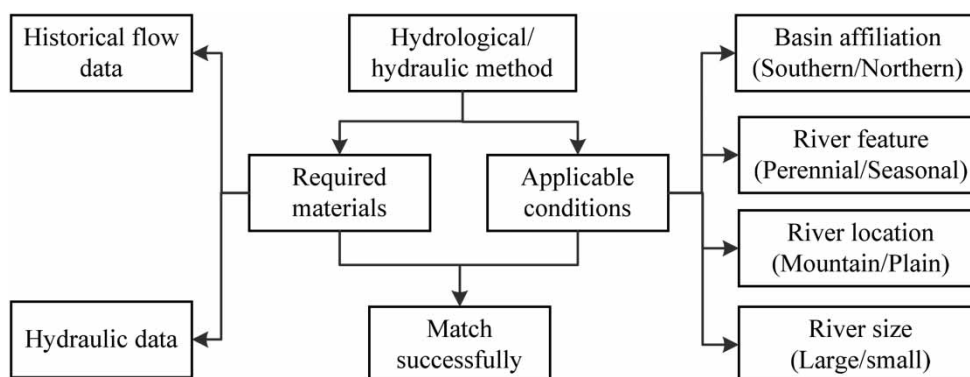 Historical flow
data
Hydrological/
hydraulic method
Basin affiliation
(Southern/Northern)
River feature
(Perennial/Seasonal)
Required
materials
Applicable
conditions
River location
(Mountain/Plain)
Hydraulic data
Match
successfully
River size
(Large/small)